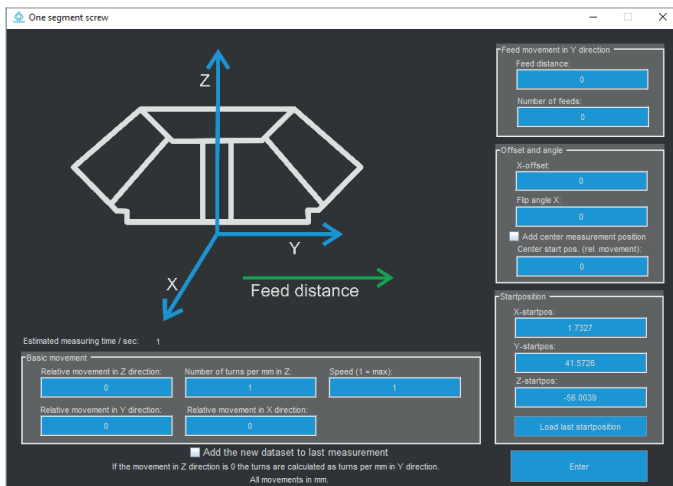 One segment screw
Z
Y
X
Feed distance
Feed movement in Y direction
Feed distance:
0
Number of feeds:
0
Offset and angle
X-offset:
0
Flip angle X:
0
Add center measurement position
Center start pos. (rel. movement):
0
Startposition
X-startpos:
1.7327
Y-startpos:
41.5726
Z-startpos:
-56.0039
Load last startposition
Enter
Estimated measuring time / sec: 1
Basic movement
Relative movement in Z direction: Number of turns per mm in Z: Speed (1 = max):
0 1 1
Relative movement in Y direction: Relative movement in X direction:
0 0
Add the new dataset to last measurement
If the movement in Z direction is 0 the turns are calculated as turns per mm in Y direction.
All movements in mm.